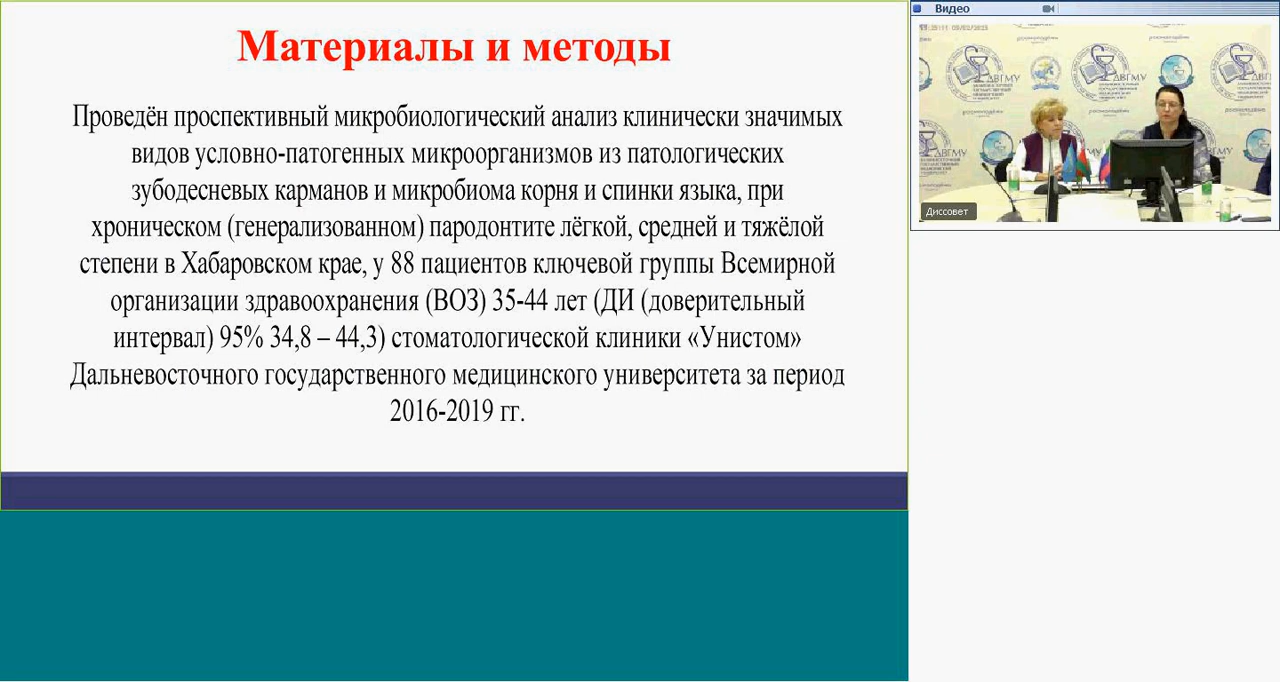 Материалы и методы
Проведён проспективный микробиологический анализ клинически значимых
видов условно-патогенных микроорганизмов из патологических
зубодесневых карманов и микробиома корня и спинки языка, при
хроническом (генерализованном) пародонтите лёгкой, средней и тяжёлой
степени в Хабаровском крае, у 88 пациентов ключевой группы Всемирной
организации здравоохранения (ВОЗ) 35-44 лет (ДИ (доверительный
интервал) 95% 34,8 – 44,3) стоматологической клиники «Унистом»
Дальневосточного государственного медицинского университета за период
2016-2019 гг.
Видео
ДВГМУ
ДВГМУ
ДВГМУ
Диссовет